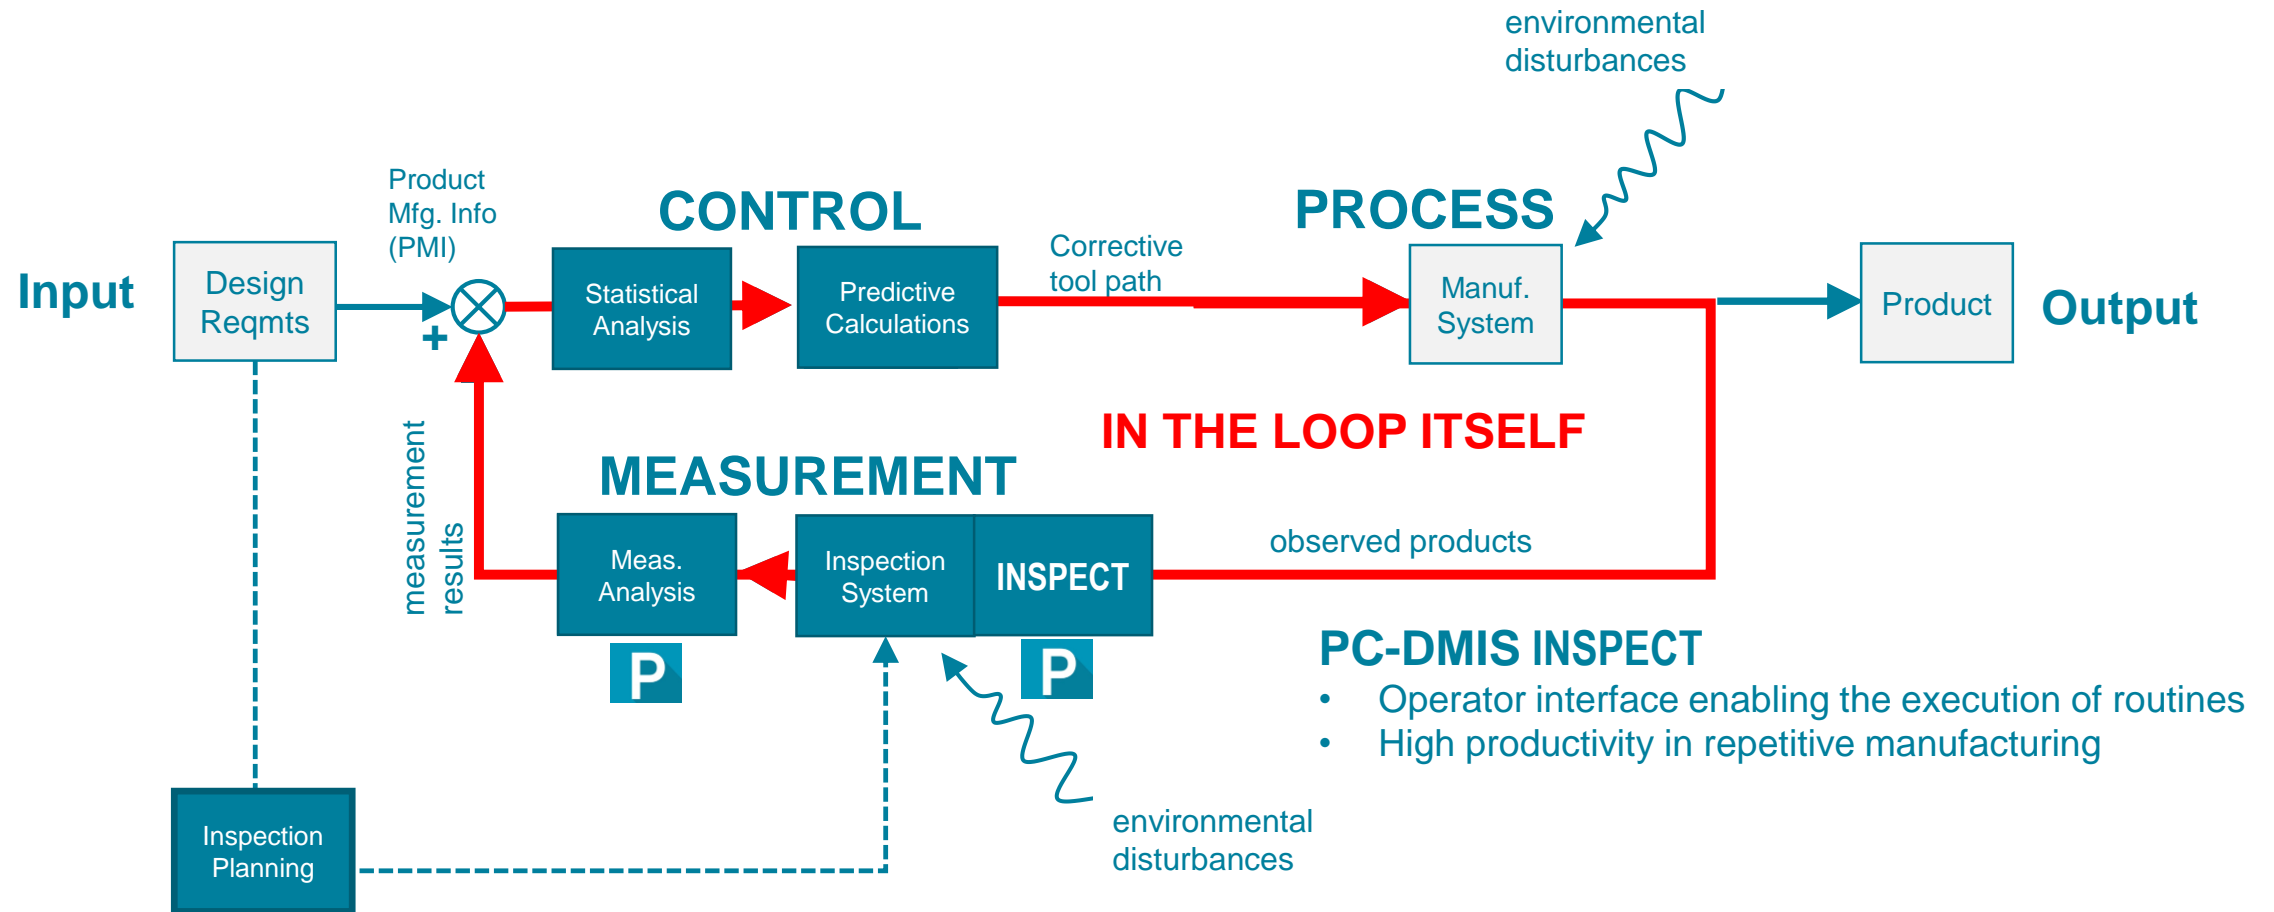 environmental
disturbances
Product
Mfg. Info
(PMI)
CONTROL
PROCESS
Input
Design
Reqmts
+
Statistical
Analysis
Predictive
Calculations
Corrective
tool path
Manuf.
System
Product
Output
IN THE LOOP ITSELF
measurement
results
MEASUREMENT
Meas.
Analysis
Inspection
System
INSPECT
observed products
P
P
PC-DMIS INSPECT
• Operator interface enabling the execution of routines
• High productivity in repetitive manufacturing
environmental
disturbances
Inspection
Planning